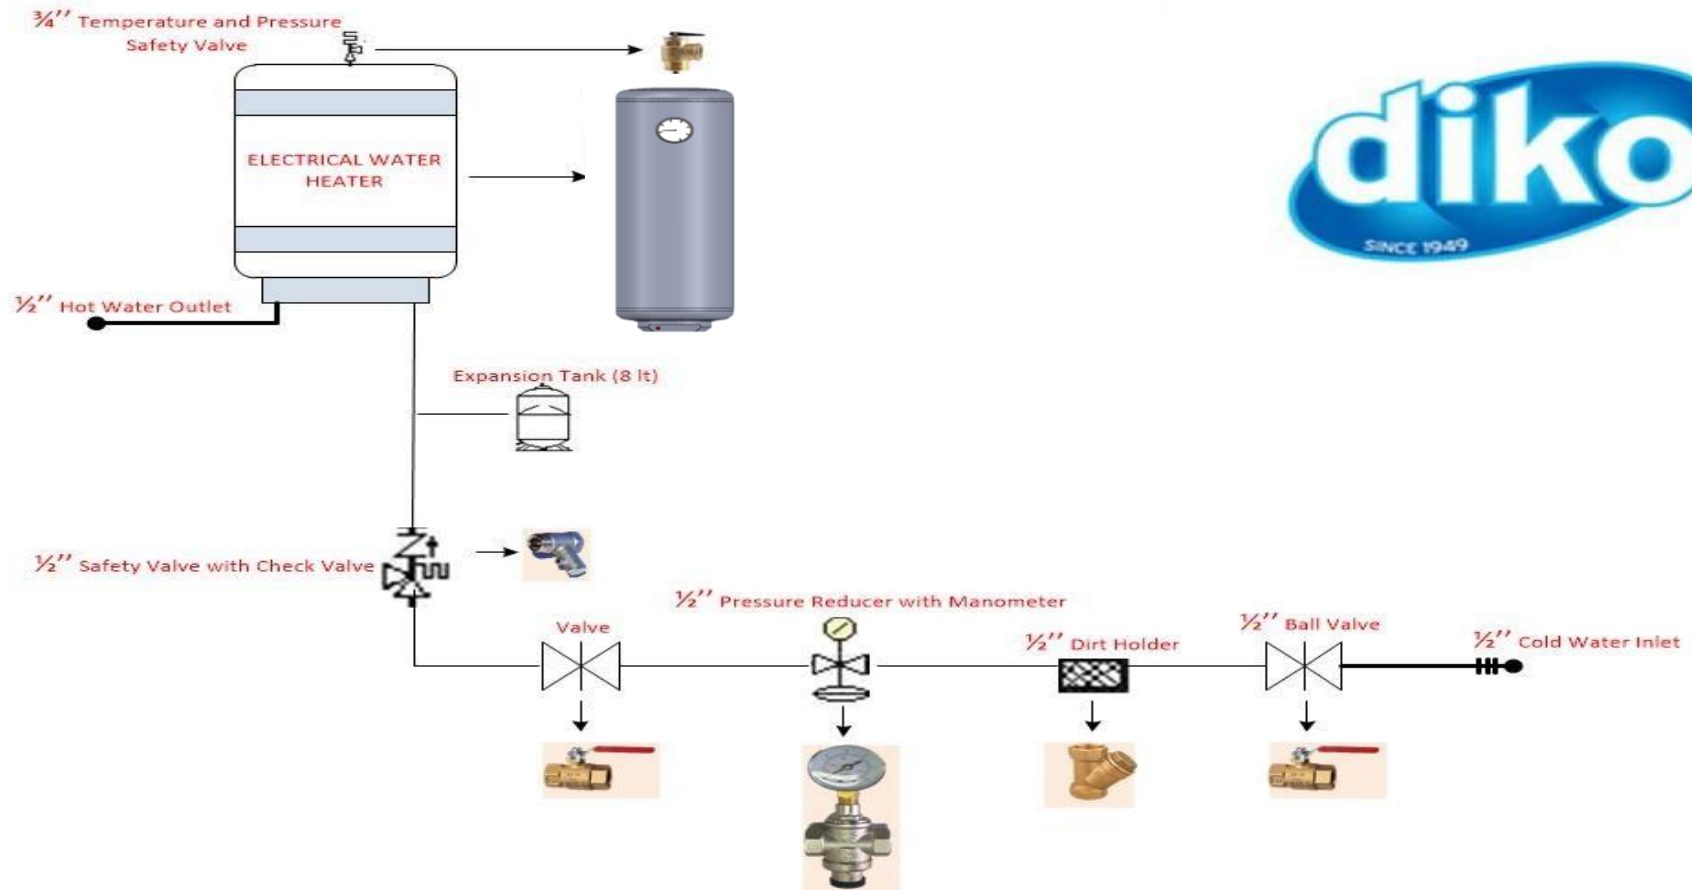 ¾’’ Temperature and Pressure
Safety Valve
ELECTRICAL WATER
HEATER
diko
SINCE 1949
½’’ Hot Water Outlet
Expansion Tank (8 lt)
½’’ Safety Valve with Check Valve
Valve
½’’ Pressure Reducer with Manometer
½’’ Dirt Holder
½’’ Ball Valve
½’’ Cold Water Inlet